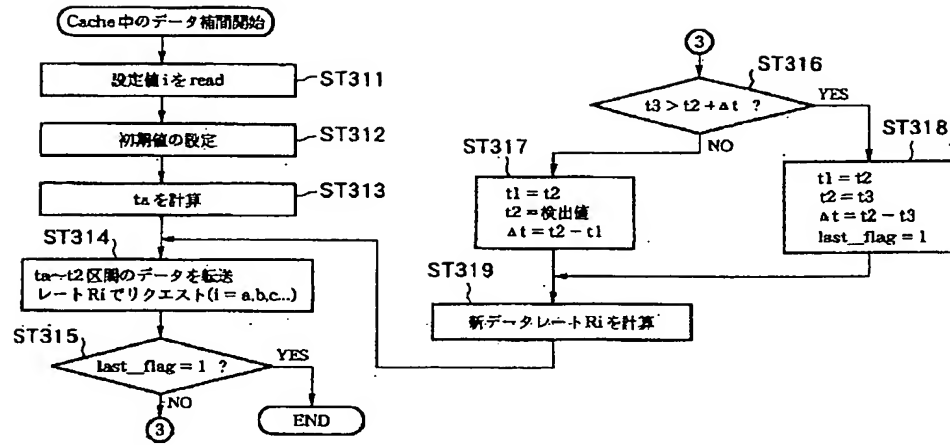 Cache中のデータ補間開始
設定値iをread
ST311
初期値の設定
ST312
taを計算
ST313
ST314
ta~t2区間のデータを転送
レートRiでリクエスト(i = a,b,c...)
ST315
last_flag = 1 ?
YES
NO
3
END
3
ST316
t3 > t2 + Δt ?
YES
NO
ST317
t1 = t2
t2 = 検出値
Δt = t2 − t1
ST318
t1 = t2
t2 = t3
Δt = t2 − t3
last_flag = 1
ST319
新データレートRiを計算